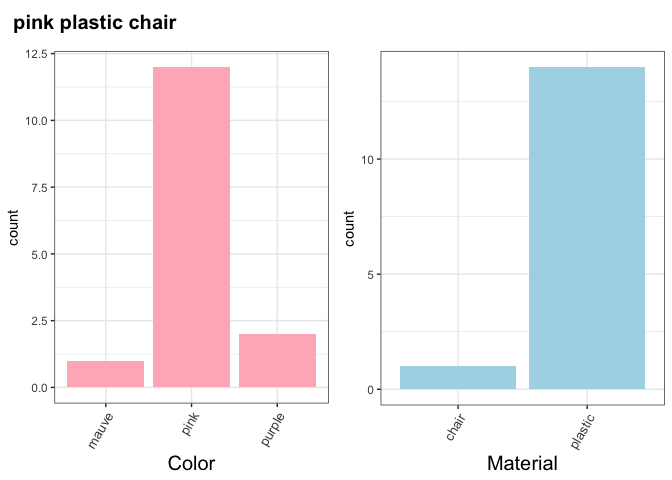 pink plastic chair
12.5
10.0
7.5
5.0
2.5
0.0
count
mauve
pink
purple
Color
10
5
0
count
chair
plastic
Material